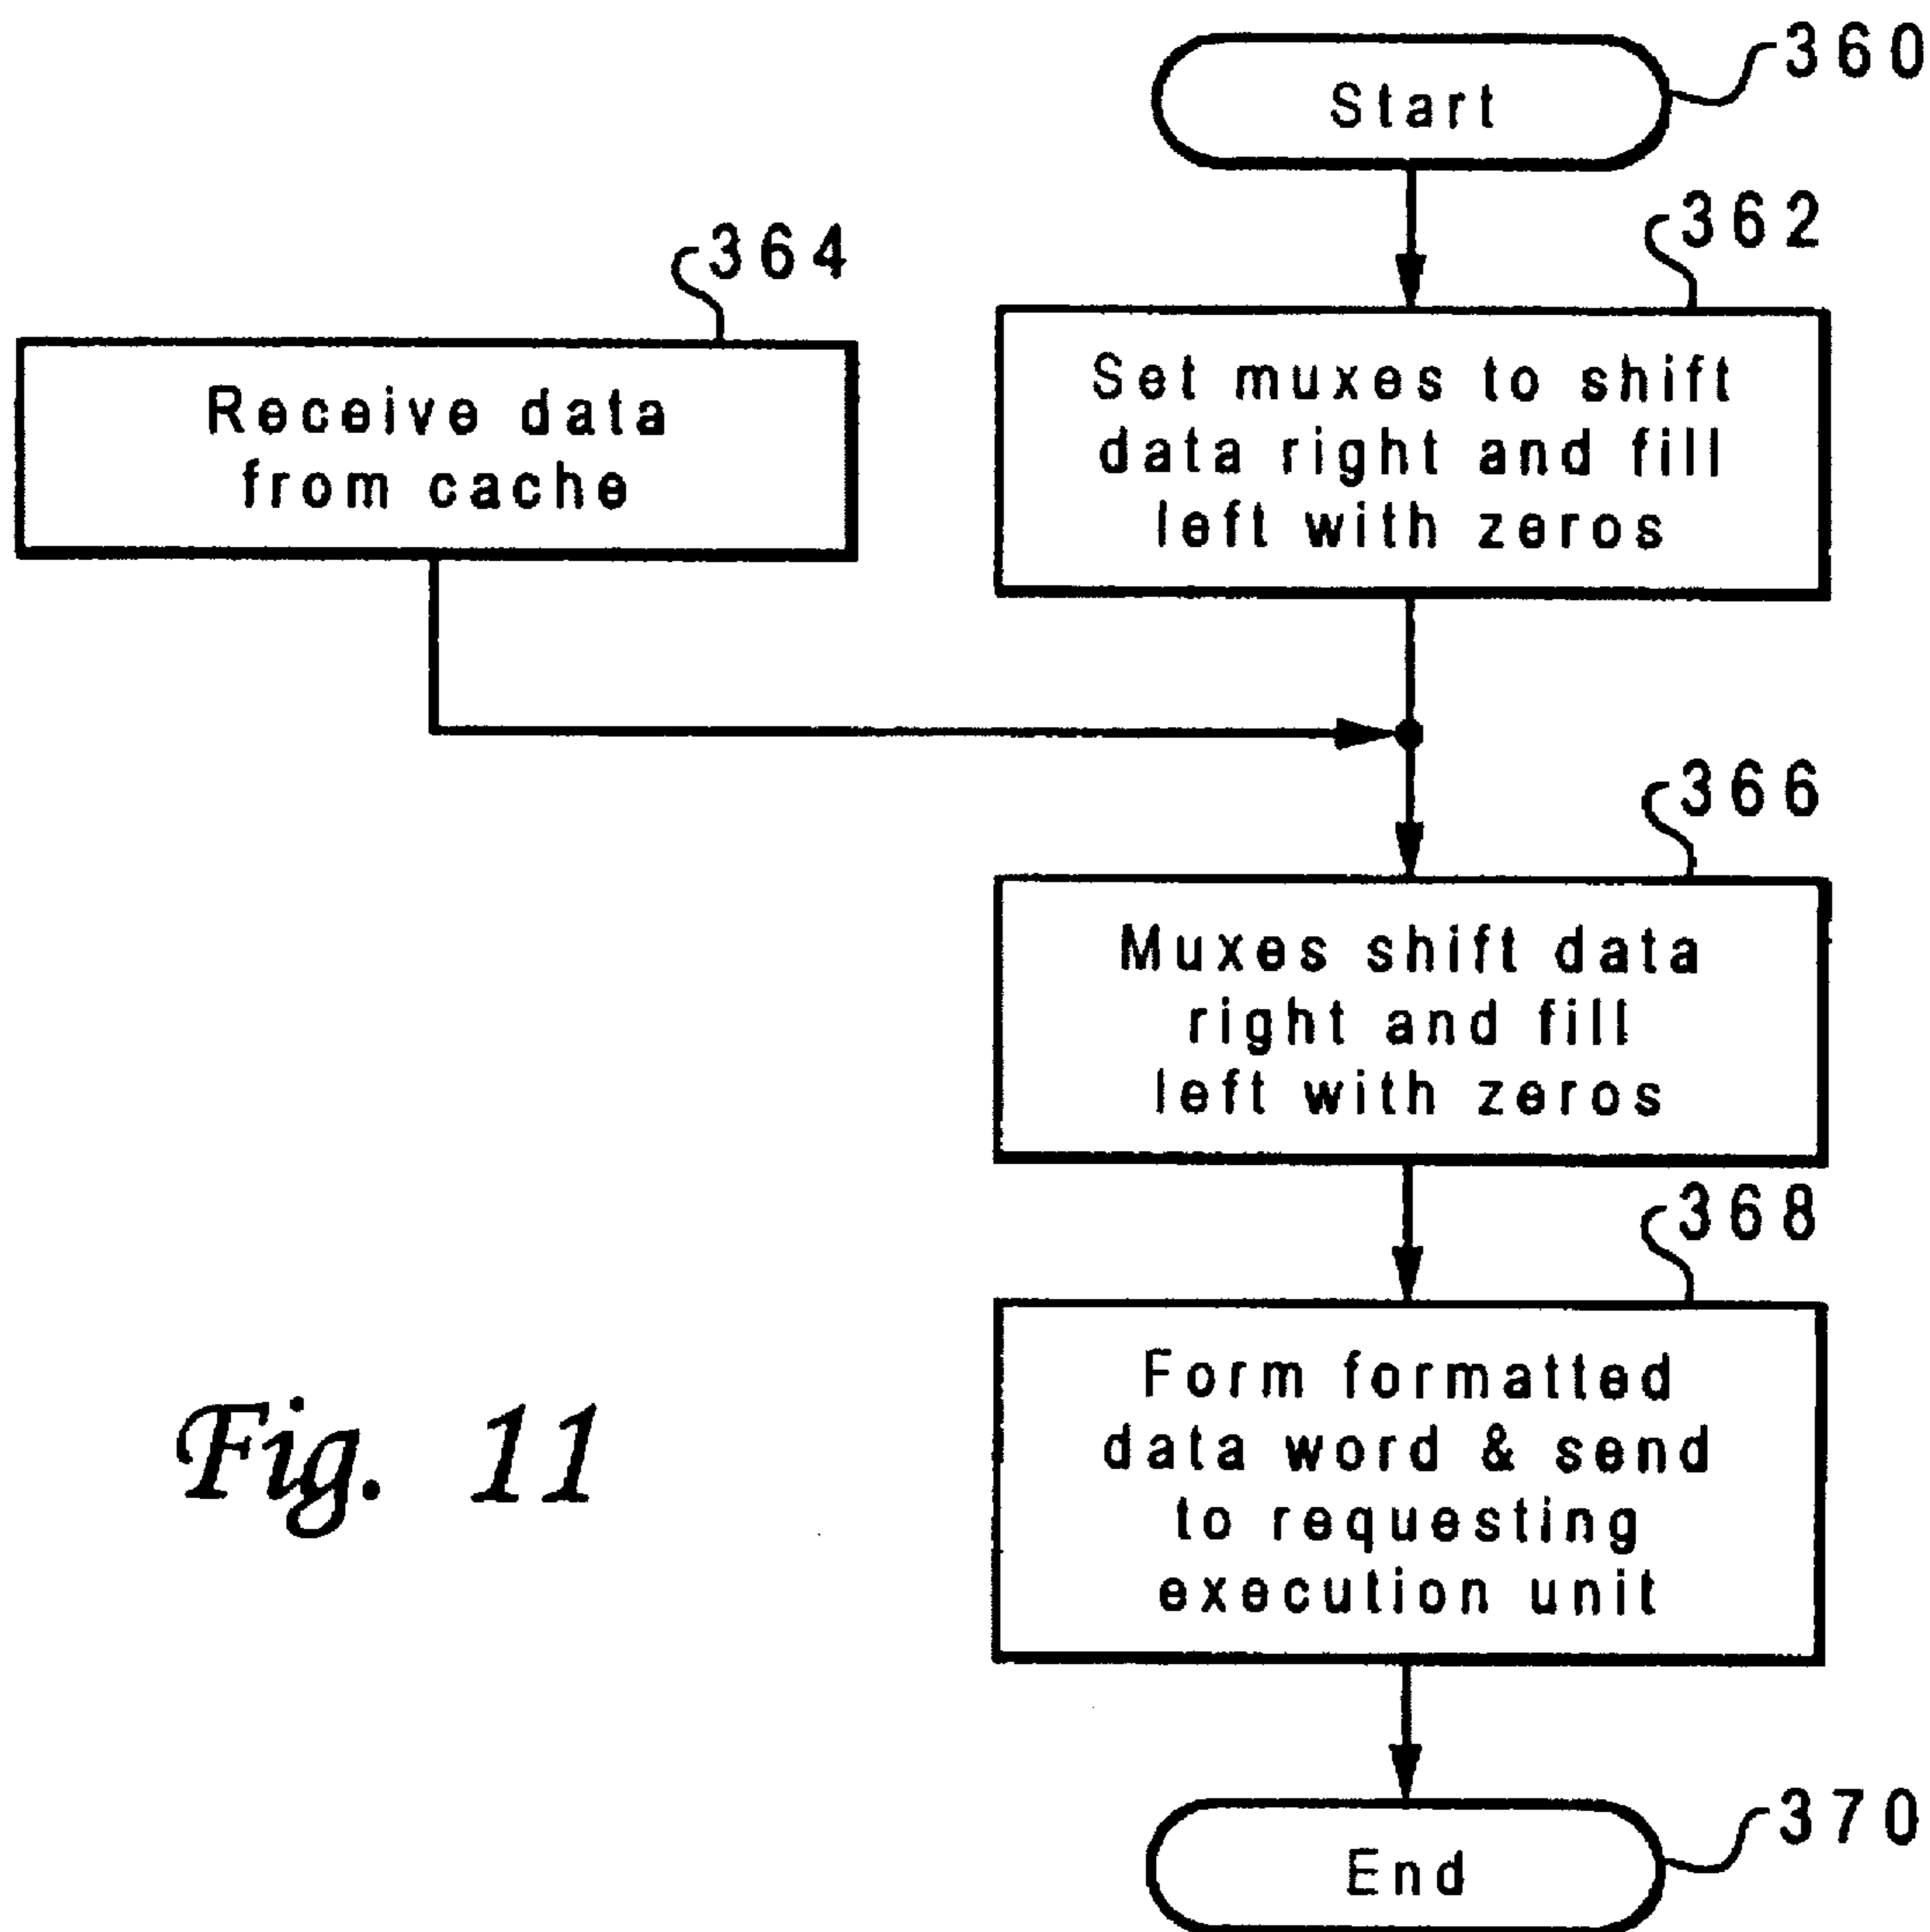 360
Start
362
364
Set muxes to shift
data right and fill
left with zeros
Receive data
from cache
366
Muxes shift data
right and fill
left with zeros
368
Form formatted
data word & send
to requesting
execution unit
Fig. 11
370
End